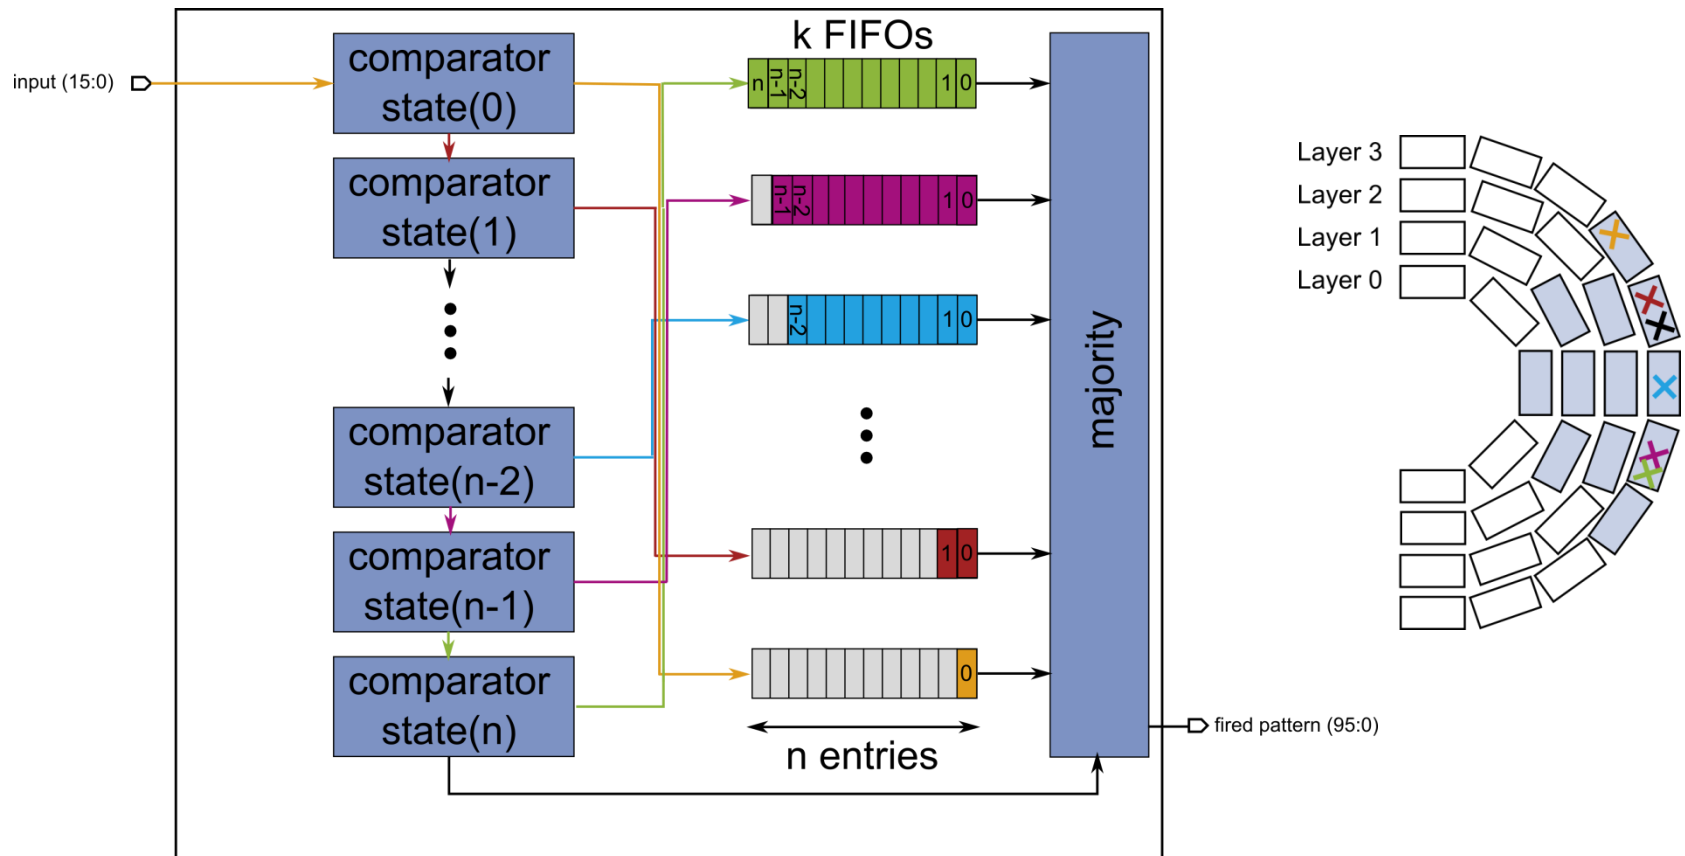 k FIFOs
input (15:0)
comparator
state(0)
n n-1 n-2 1 0
comparator
state(1)
n-1 n-2 1 0
n-2 1 0
comparator
state(n-2)
comparator
state(n-1)
1 0
comparator
state(n)
0
n entries
majority
fired pattern (95:0)
Layer 3
Layer 2
Layer 1
Layer 0